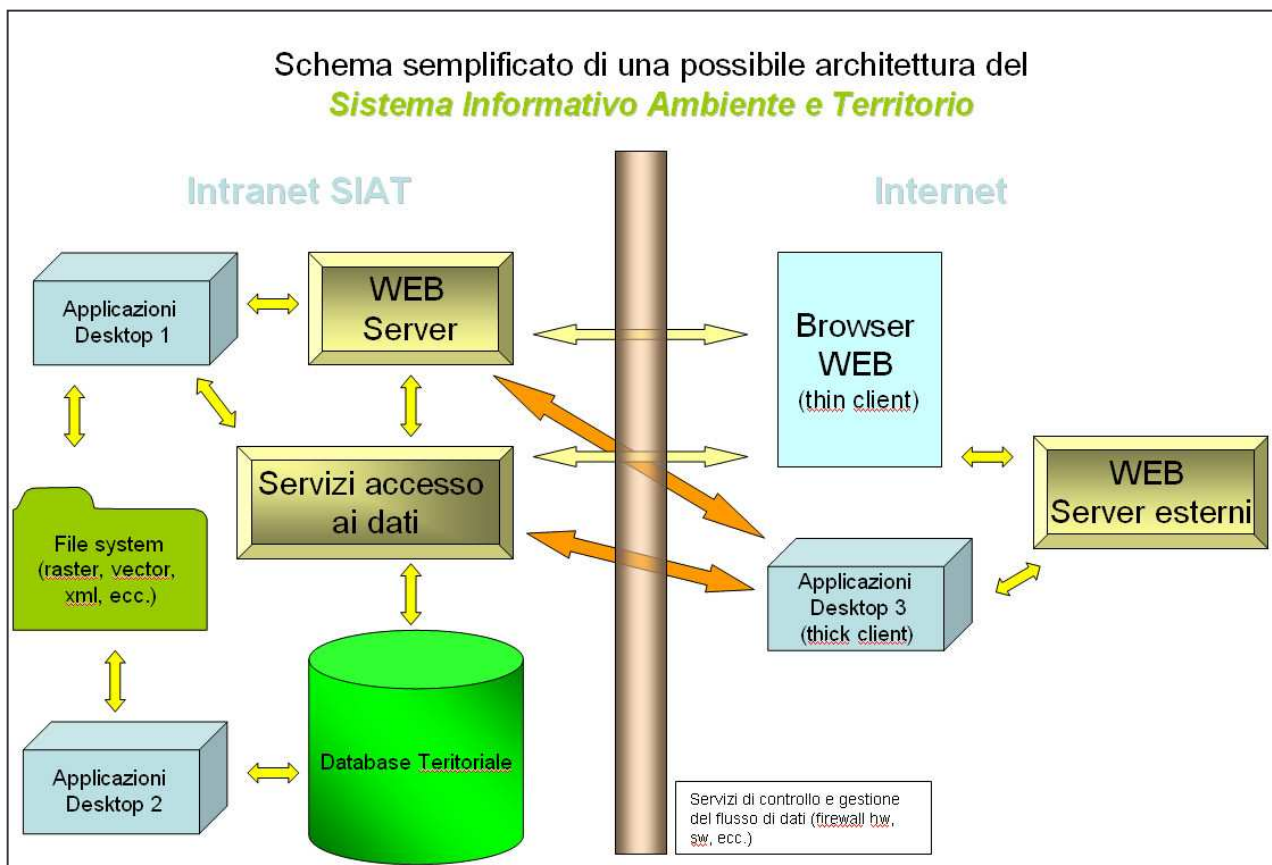 Schema semplificato di una possibile architettura del
Sistema Informativo Ambiente e Territorio
Intranet SIAT
Internet
Applicazioni
Desktop 1
WEB
Server
Browser
WEB
(thin client)
Servizi accesso
ai dati
WEB
Server esterni
File system
(raster, vector,
xml, ecc.)
Applicazioni
Desktop 3
(thick client)
Applicazioni
Desktop 2
Database Teritoriale
Servizi di controllo e gestione
del flusso di dati (firewall hw,
sw, ecc.)